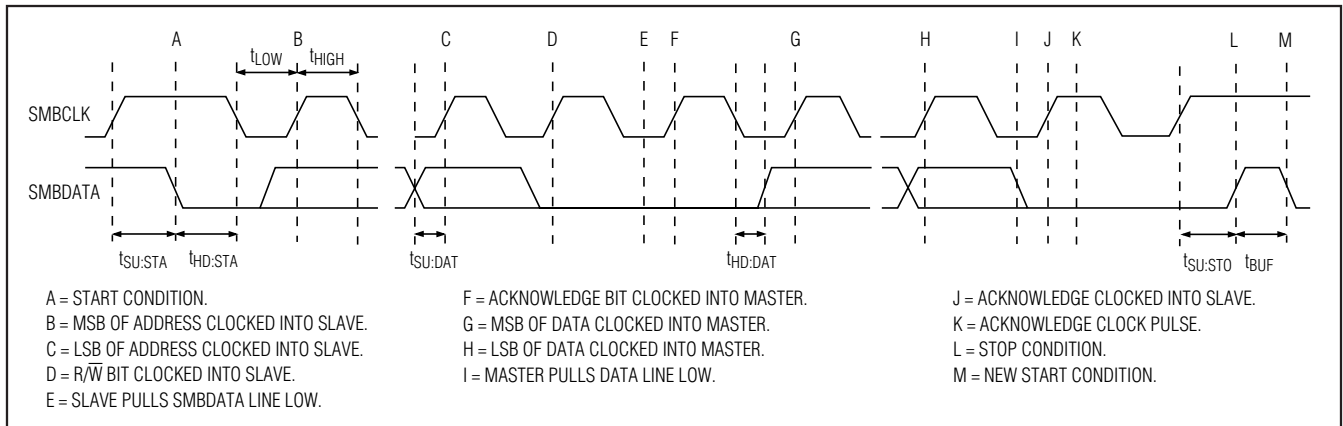 A B C D E F G H I J K L M
tLOW tHIGH
SMBCLK
SMBDATA
tSU:STA tHD:STA tSU:DAT tHD:DAT tSU:STO tBUF
A = START CONDITION.
B = MSB OF ADDRESS CLOCKED INTO SLAVE.
C = LSB OF ADDRESS CLOCKED INTO SLAVE.
D = R/W̅ BIT CLOCKED INTO SLAVE.
E = SLAVE PULLS SMBDATA LINE LOW.
F = ACKNOWLEDGE BIT CLOCKED INTO MASTER.
G = MSB OF DATA CLOCKED INTO MASTER.
H = LSB OF DATA CLOCKED INTO MASTER.
I = MASTER PULLS DATA LINE LOW.
J = ACKNOWLEDGE CLOCKED INTO SLAVE.
K = ACKNOWLEDGE CLOCK PULSE.
L = STOP CONDITION.
M = NEW START CONDITION.